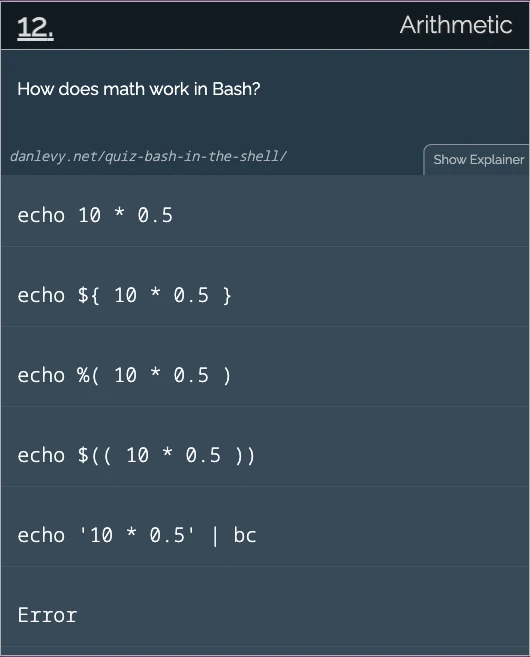 12.
Arithmetic
How does math work in Bash?
danlevy.net/quiz-bash-in-the-shell/
Show Explainer
echo 10 * 0.5
echo ${ 10 * 0.5 }
echo %( 10 * 0.5 )
echo $(( 10 * 0.5 ))
echo '10 * 0.5' | bc
Error